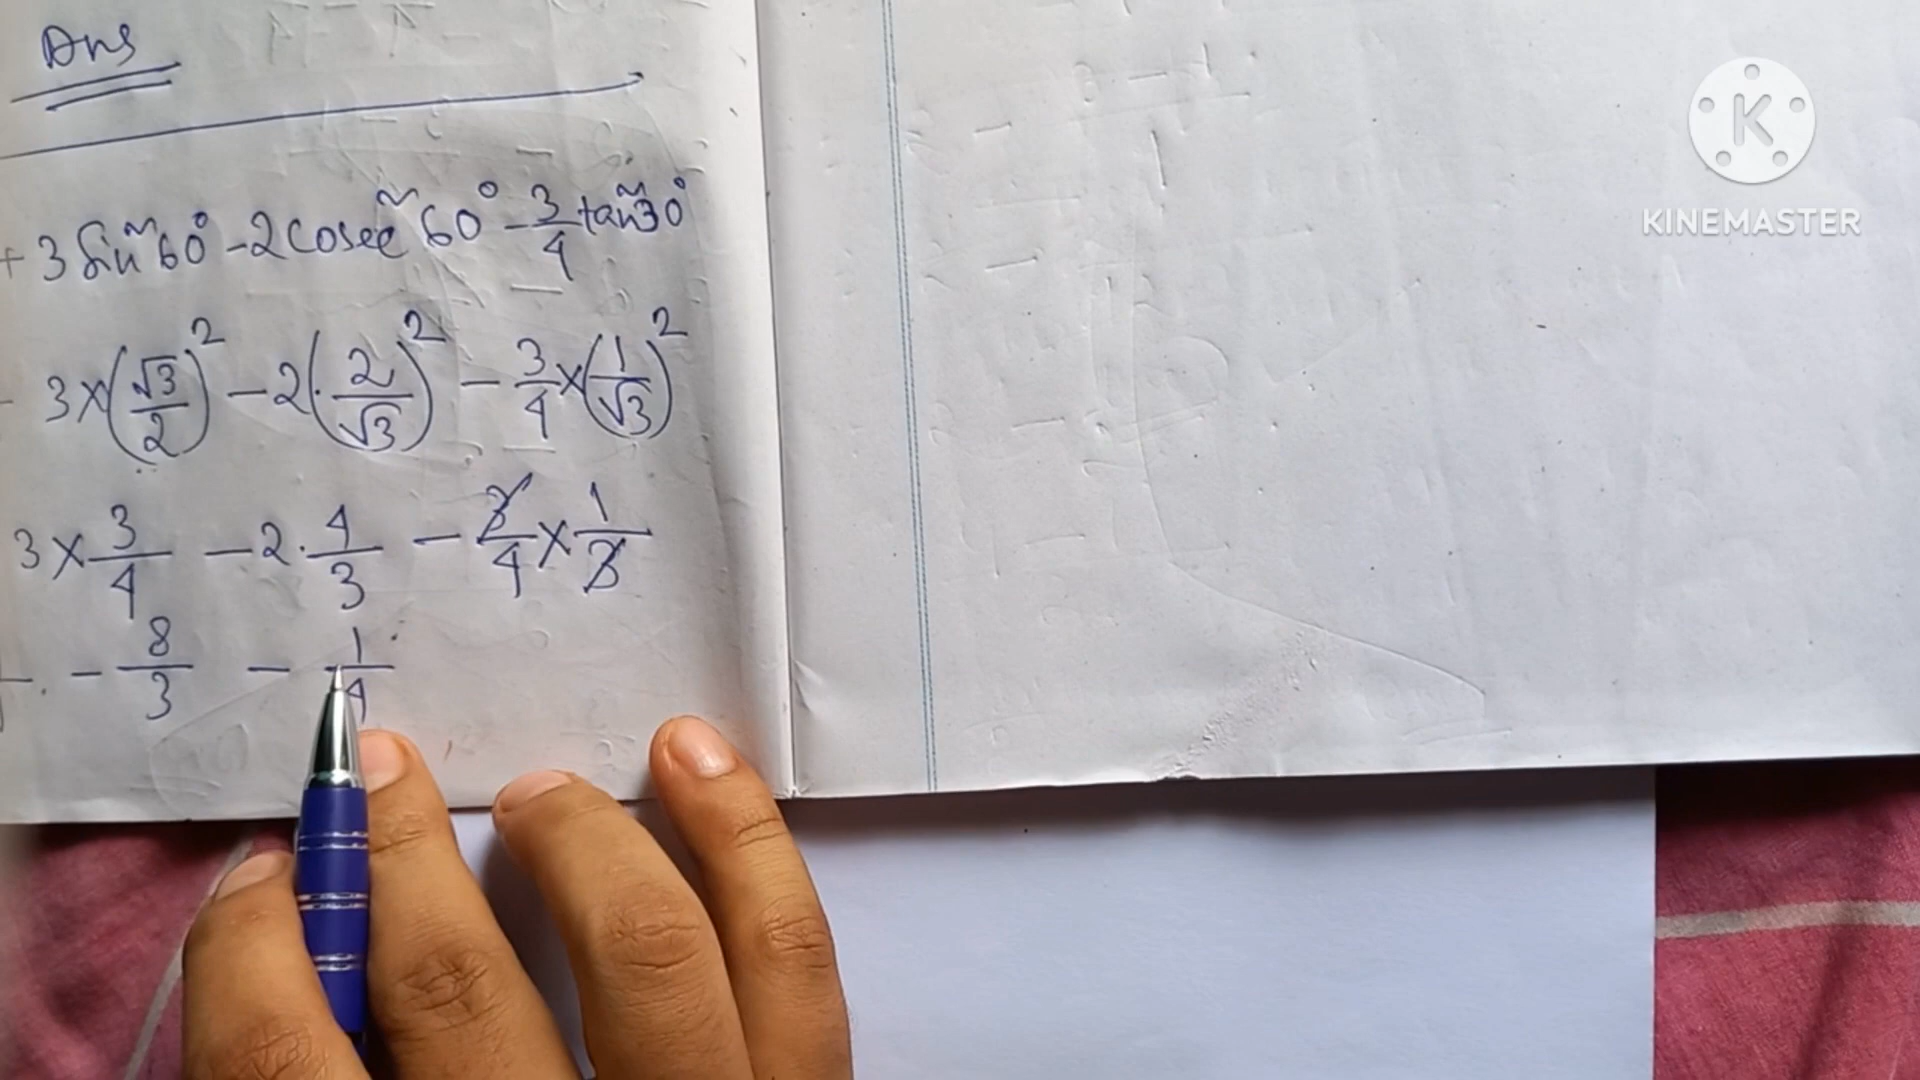 Ans
+ 3 Sin²60° - 2 Cosec²60° - 3/4 tan²30°
- 3 × (√3/2)² - 2 (· 2/√3)² - 3/4 × (1/√3)²
3 × 3/4 - 2 · 4/3 - 3/4 × 1/3
- 8/3 - 1/4
K
KINEMASTER